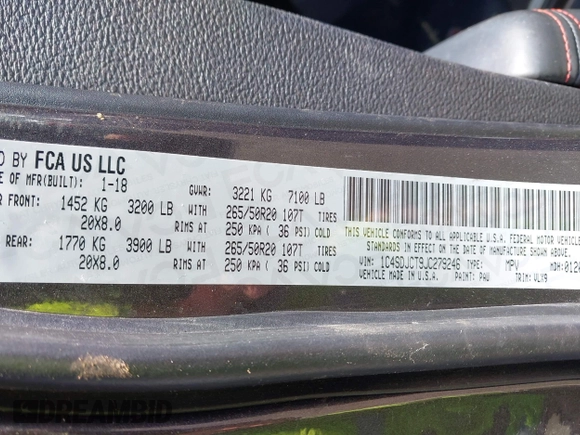 D BY FCA US LLC
E OF MFR(BUILT): 1-18 GVWR: 3221 KG 7100 LB
FRONT: 1452 KG 3200 LB WITH 265/50R20 107T TIRES
20X8.0 RIMS AT 250 KPA ( 36 PSI) COLD
REAR: 1770 KG 3900 LB WITH 265/50R20 107T TIRES
20X8.0 RIMS AT 250 KPA ( 36 PSI) COLD
THIS VEHICLE CONFORMS TO ALL APPLICABLE U.S.A. FEDERAL MOTOR VEHICLE
STANDARDS IN EFFECT ON THE DATE OF MANUFACTURE SHOWN ABOVE.
VIN: 1C4SDJCT9JC279246 TYPE: MPV MDH:
MADE IN U.S.A. PAINT: PAU TRIM: VLX9
DREAMBID